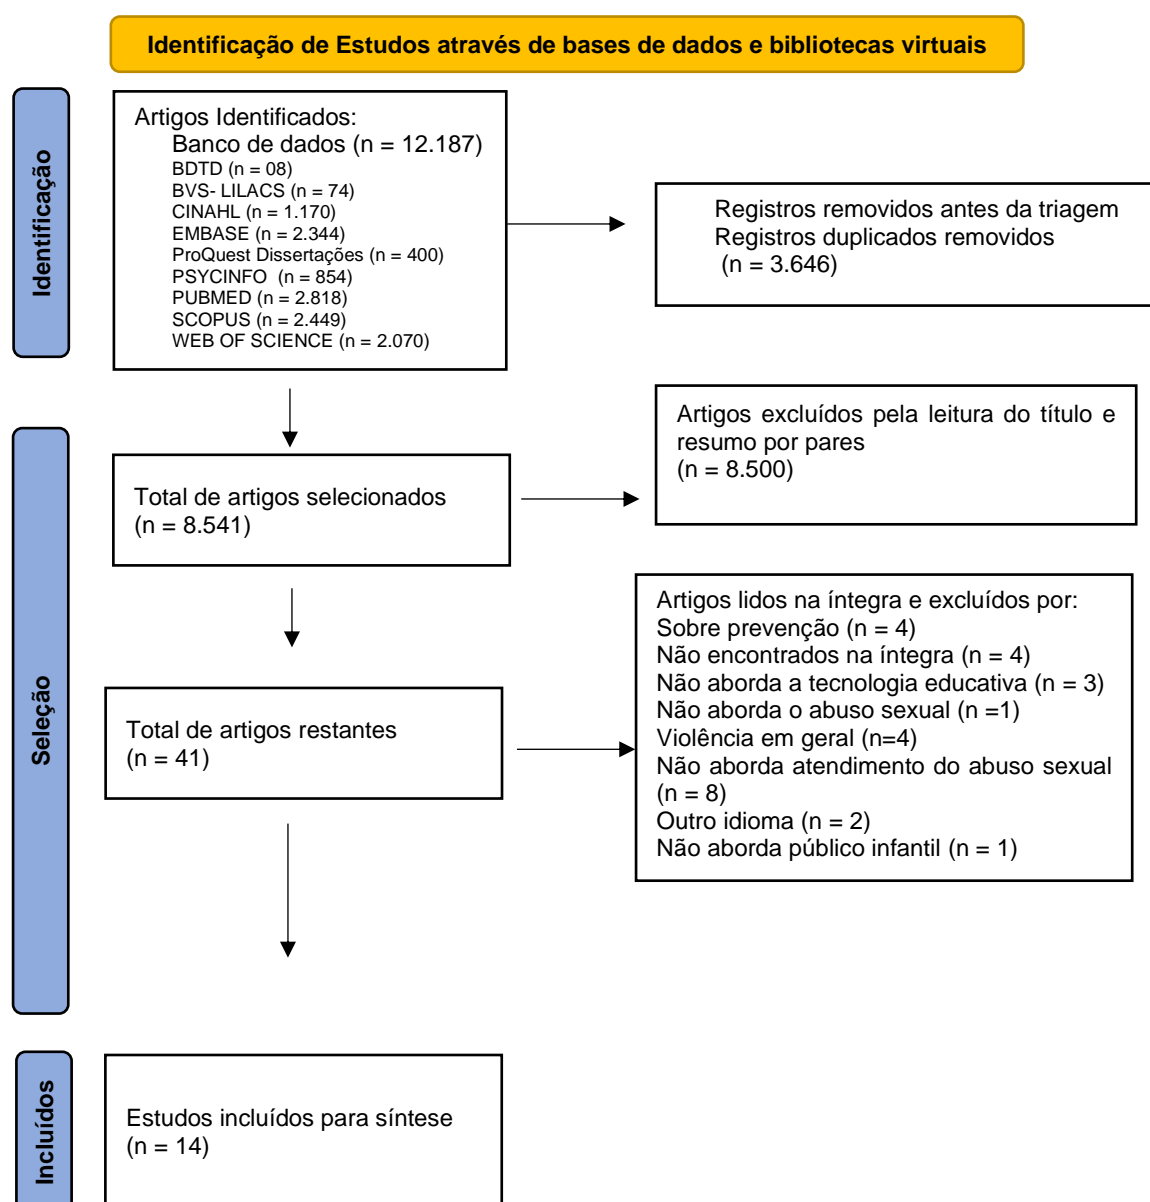 Identificação de Estudos através de bases de dados e bibliotecas virtuais
Identificação
Artigos Identificados:
Banco de dados (n = 12.187)
BDTD (n = 08)
BVS- LILACS (n = 74)
CINAHL (n = 1.170)
EMBASE (n = 2.344)
ProQuest Dissertações (n = 400)
PSYCINFO (n = 854)
PUBMED (n = 2.818)
SCOPUS (n = 2.449)
WEB OF SCIENCE (n = 2.070)
Registros removidos antes da triagem
Registros duplicados removidos
(n = 3.646)
Seleção
Total de artigos selecionados
(n = 8.541)
Artigos excluídos pela leitura do título e
resumo por pares
(n = 8.500)
Total de artigos restantes
(n = 41)
Artigos lidos na íntegra e excluídos por:
Sobre prevenção (n = 4)
Não encontrados na íntegra (n = 4)
Não aborda a tecnologia educativa (n = 3)
Não aborda o abuso sexual (n =1)
Violência em geral (n=4)
Não aborda atendimento do abuso sexual
(n = 8)
Outro idioma (n = 2)
Não aborda público infantil (n = 1)
Incluídos
Estudos incluídos para síntese
(n = 14)